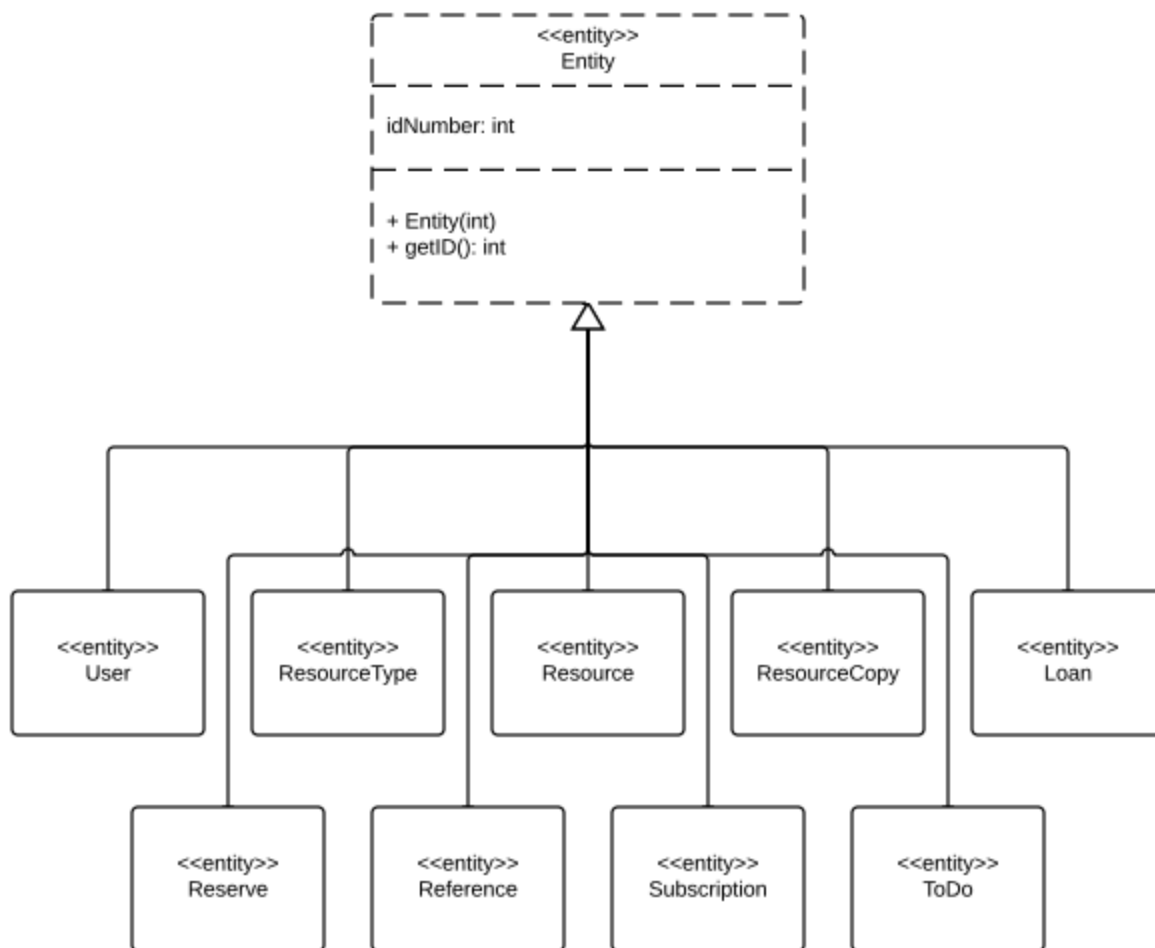 <<entity>>
Entity
idNumber: int
+ Entity(int)
+ getID(): int
<<entity>>
User
<<entity>>
ResourceType
<<entity>>
Resource
<<entity>>
ResourceCopy
<<entity>>
Loan
<<entity>>
Reserve
<<entity>>
Reference
<<entity>>
Subscription
<<entity>>
ToDo